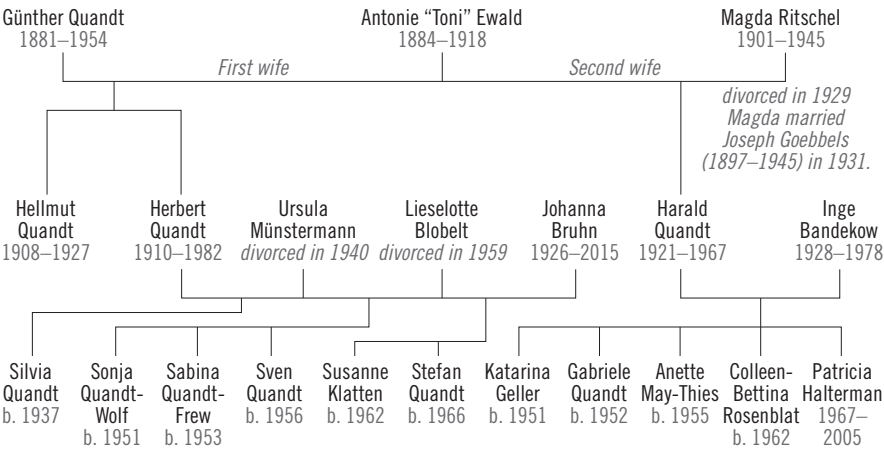 Günther Quandt
1881–1954
Antonie “Toni” Ewald
1884–1918
Magda Ritschel
1901–1945
First wife
Second wife
divorced in 1929
Magda married
Joseph Goebbels
(1897–1945) in 1931.
Hellmut
Quandt
1908–1927
Herbert
Quandt
1910–1982
Ursula
Münstermann
divorced in 1940
Lieselotte
Blobelt
divorced in 1959
Johanna
Bruhn
1926–2015
Harald
Quandt
1921–1967
Inge
Bandekow
1928–1978
Silvia
Quandt
b. 1937
Sonja
Quandt-
Wolf
b. 1951
Sabina
Quandt-
Frew
b. 1953
Sven
Quandt
b. 1956
Susanne
Klatten
b. 1962
Stefan
Quandt
b. 1966
Katarina
Geller
b. 1951
Gabriele
Quandt
b. 1952
Anette
May-Thies
b. 1955
Colleen-
Bettina
Rosenblat
b. 1962
Patricia
Halterman
1967–
2005